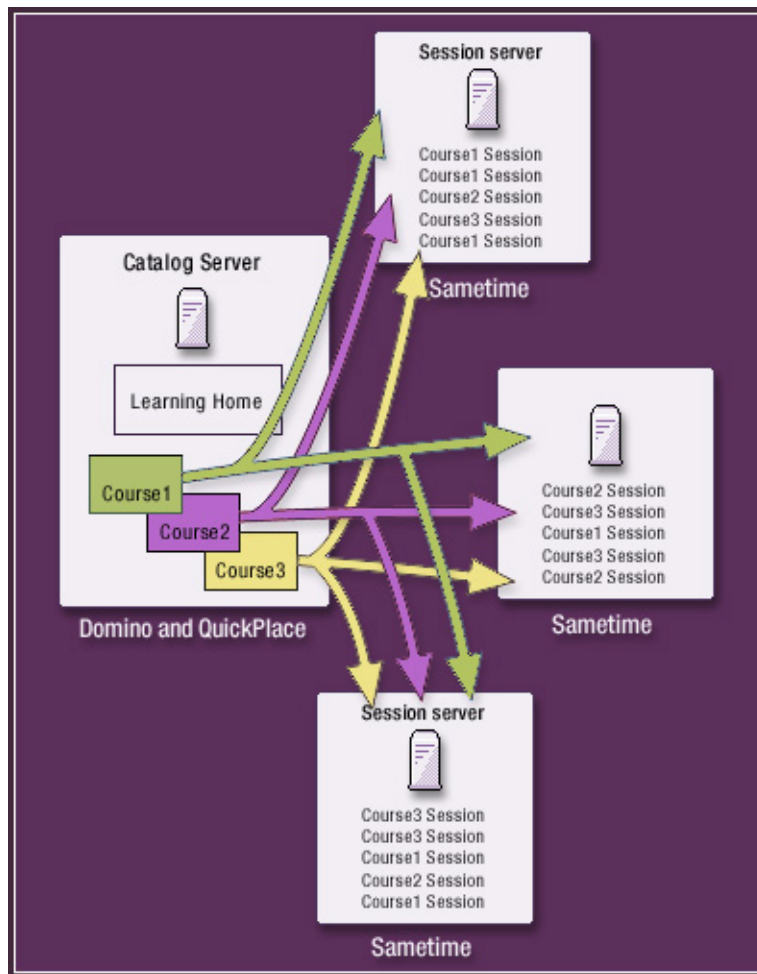 Session server
Course1 Session
Course1 Session
Course2 Session
Course3 Session
Course1 Session
Sametime
Catalog Server
Learning Home
Course1
Course2
Course3
Domino and QuickPlace
Course2 Session
Course3 Session
Course1 Session
Course3 Session
Course2 Session
Sametime
Session server
Course3 Session
Course3 Session
Course1 Session
Course2 Session
Course1 Session
Sametime